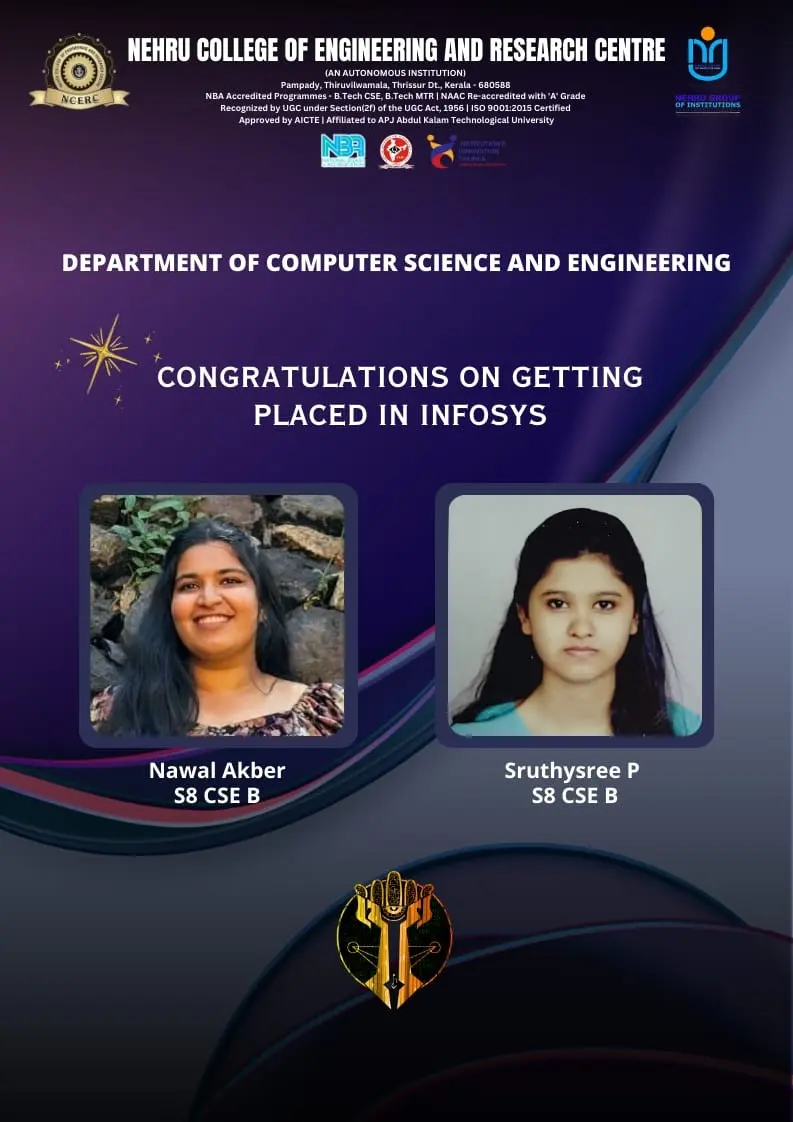 NEHRU COLLEGE OF ENGINEERING AND RESEARCH CENTRE
(AN AUTONOMOUS INSTITUTION)
Pampady, Thiruvilwamala, Thrissur Dt., Kerala - 680588
NBA Accredited Programmes - B.Tech CSE, B.Tech MTR | NAAC Re-accredited with 'A' Grade
Recognized by UGC under Section(2f) of the UGC Act, 1956 | ISO 9001:2015 Certified
Approved by AICTE | Affiliated to APJ Abdul Kalam Technological University
NCERC
NEHRU GROUP
OF INSTITUTIONS
NBA
DEPARTMENT OF COMPUTER SCIENCE AND ENGINEERING
CONGRATULATIONS ON GETTING
PLACED IN INFOSYS
Nawal Akber
S8 CSE B
Sruthysree P
S8 CSE B